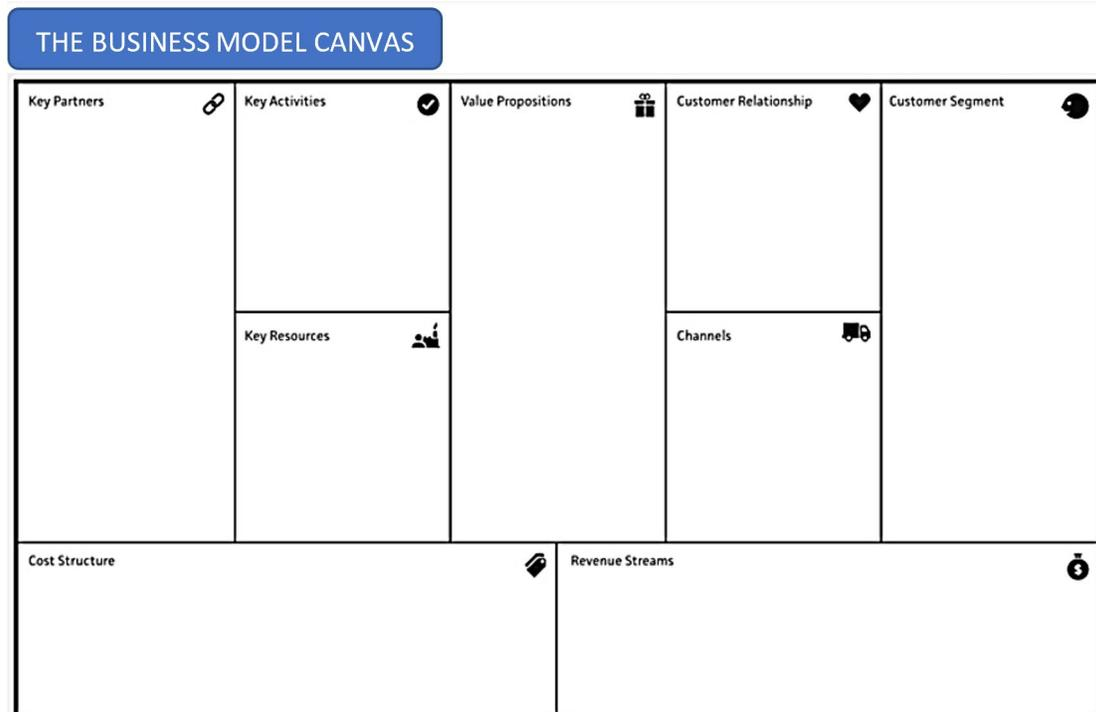 THE BUSINESS MODEL CANVAS
Key Partners
Key Activities
Value Propositions
Customer Relationship
Customer Segment
Key Resources
Channels
Cost Structure
Revenue Streams
$